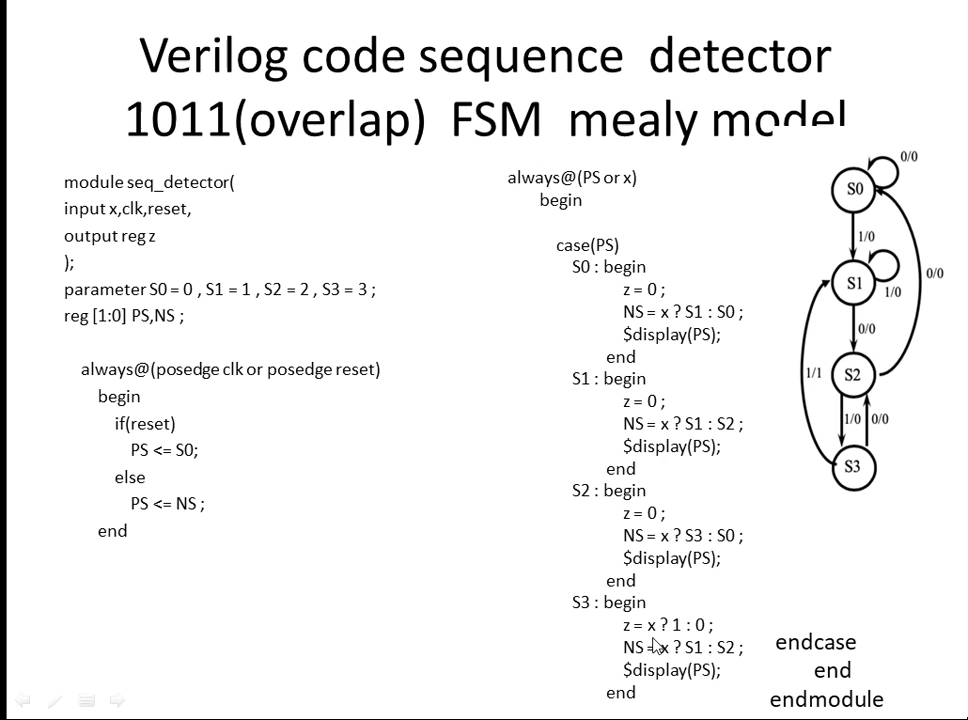 Verilog code sequence detector
1011(overlap) FSM mealy model
module seq_detector(
input x,clk,reset,
output reg z
);
parameter S0 = 0 , S1 = 1 , S2 = 2 , S3 = 3 ;
reg [1:0] PS,NS ;
always@(posedge clk or posedge reset)
begin
if(reset)
PS <= S0;
else
PS <= NS ;
end
always@(PS or x)
begin
case(PS)
S0 : begin
z = 0 ;
NS = x ? S1 : S0 ;
$display(PS);
end
S1 : begin
z = 0 ;
NS = x ? S1 : S2 ;
$display(PS);
end
S2 : begin
z = 0 ;
NS = x ? S3 : S0 ;
$display(PS);
end
S3 : begin
z = x ? 1 : 0 ;
NS = x ? S1 : S2 ;
$display(PS);
end
endcase
end
endmodule
0/0
S0
1/0
0/0
S1
1/0
0/0
1/1
S2
1/0
0/0
S3